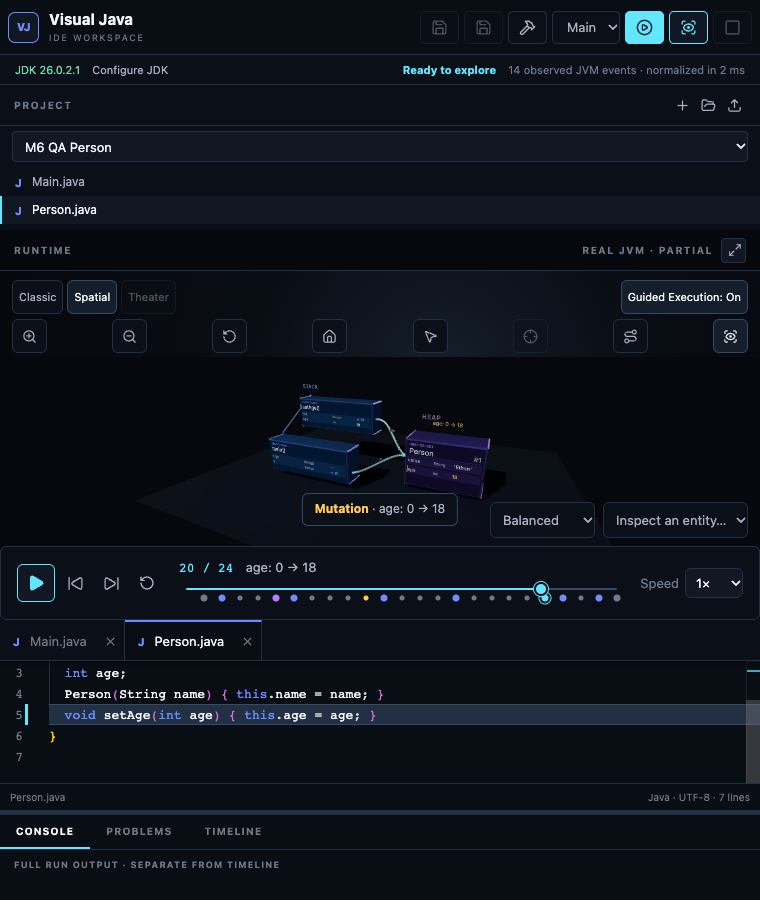 VJ
Visual Java
IDE WORKSPACE
Main
JDK 26.0.2.1 Configure JDK
Ready to explore 14 observed JVM events · normalized in 2 ms
PROJECT
M6 QA Person
J Main.java
J Person.java
RUNTIME
REAL JVM · PARTIAL
Classic Spatial Theater
Guided Execution: On
STACK
HEAP
age: 0 → 18
Person
#1
Mutation · age: 0 → 18
Balanced
Inspect an entity...
20 / 24 age: 0 → 18
Speed 1×
J Main.java ×
J Person.java ×
3 int age;
4 Person(String name) { this.name = name; }
5 void setAge(int age) { this.age = age; }
6 }
7
Person.java
Java · UTF-8 · 7 lines
CONSOLE PROBLEMS TIMELINE
FULL RUN OUTPUT · SEPARATE FROM TIMELINE